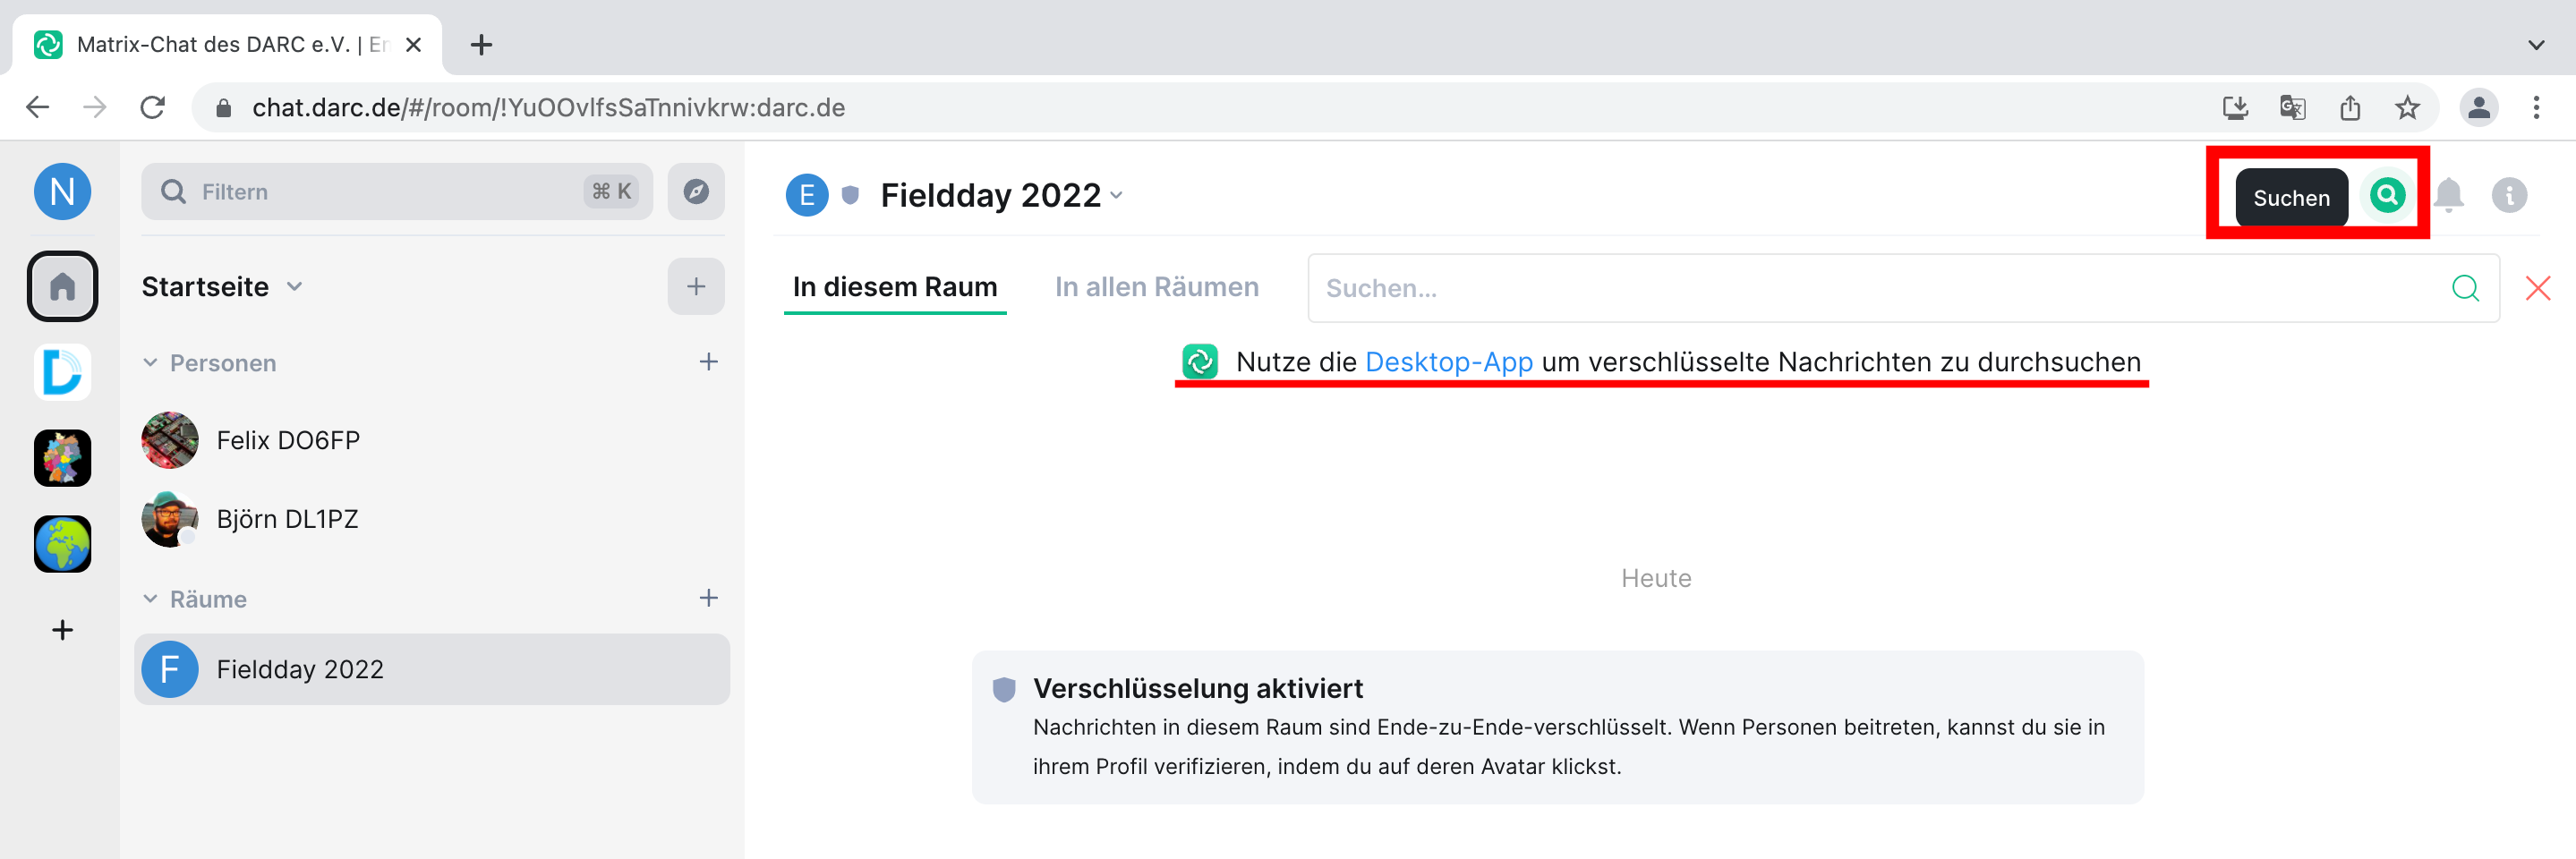 Matrix-Chat des DARC e.V. | Er
chat.darc.de/#/room/!YuOOvlfsSaTnnivkrw:darc.de
N
Filtern
⌘ K
E
Fieldday 2022
Suchen
Startseite
In diesem Raum
In allen Räumen
Suchen...
Nutze die Desktop-App um verschlüsselte Nachrichten zu durchsuchen
Personen
Felix DO6FP
Björn DL1PZ
Heute
Räume
F
Fieldday 2022
Verschlüsselung aktiviert
Nachrichten in diesem Raum sind Ende-zu-Ende-verschlüsselt. Wenn Personen beitreten, kannst du sie in
ihrem Profil verifizieren, indem du auf deren Avatar klickst.